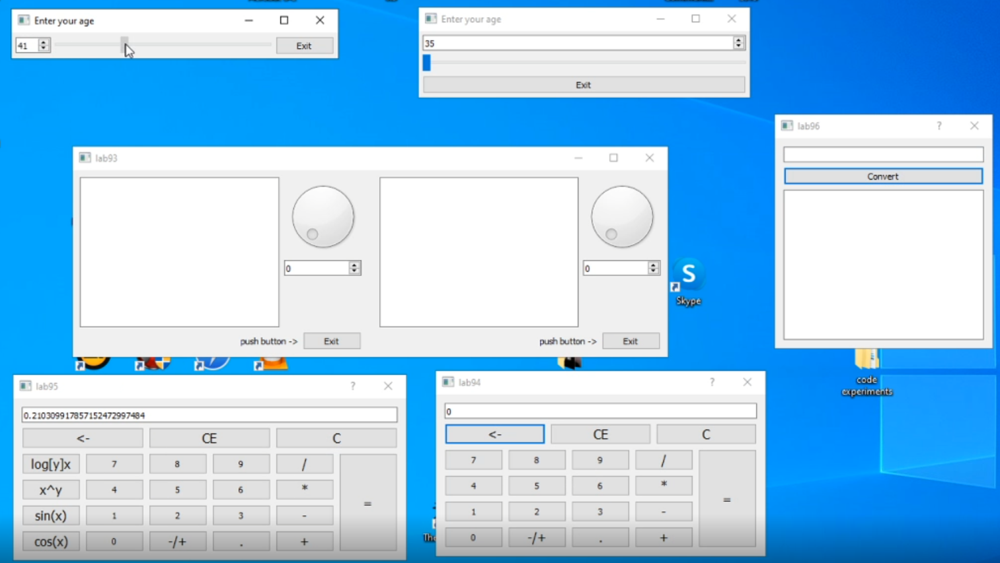 Enter your age
41
Exit
Enter your age
35
Exit
lab96
?
Convert
lab93
0
0
push button -> Exit
push button -> Exit
S
Skype
code
experiments
lab95
?
0.210309917857152472997484
<- CE C
log[y]x 7 8 9 /
x^y 4 5 6 *
=
sin(x) 1 2 3 -
cos(x) 0 -/+ . +
lab94
?
0
<- CE C
7 8 9 /
4 5 6 *
=
1 2 3 -
0 -/+ . +